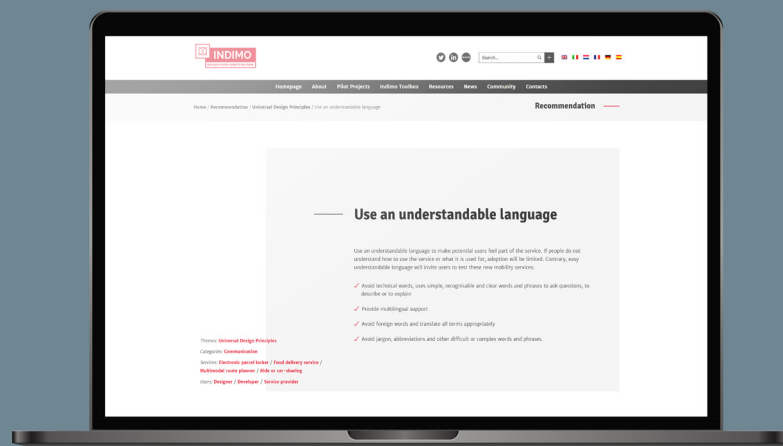 INDIMO
Search...
+
Homepage About Pilot Projects Indimo Toolbox Resources News Community Contacts
Home / Recommendation / Universal Design Principles / Use an understandable language
Recommendation
Use an understandable language
Use an understandable language to make potential users feel part of the service. If people do not
understand how to use the service or what it is used for, adoption will be limited. Contrary, easy
understandable language will invite users to test these new mobility services:
Avoid technical words, uses simple, recognisable and clear words and phrases to ask questions, to
describe or to explain
Provide multilingual support
Avoid foreign words and translate all terms appropriately
Avoid jargon, abbreviations and other difficult or complex words and phrases.
Themes: Universal Design Principles
Categories: Communication
Services: Electronic parcel locker / Food delivery service /
Multimodal route planner / Ride or car-sharing
Users: Designer / Developer / Service provider